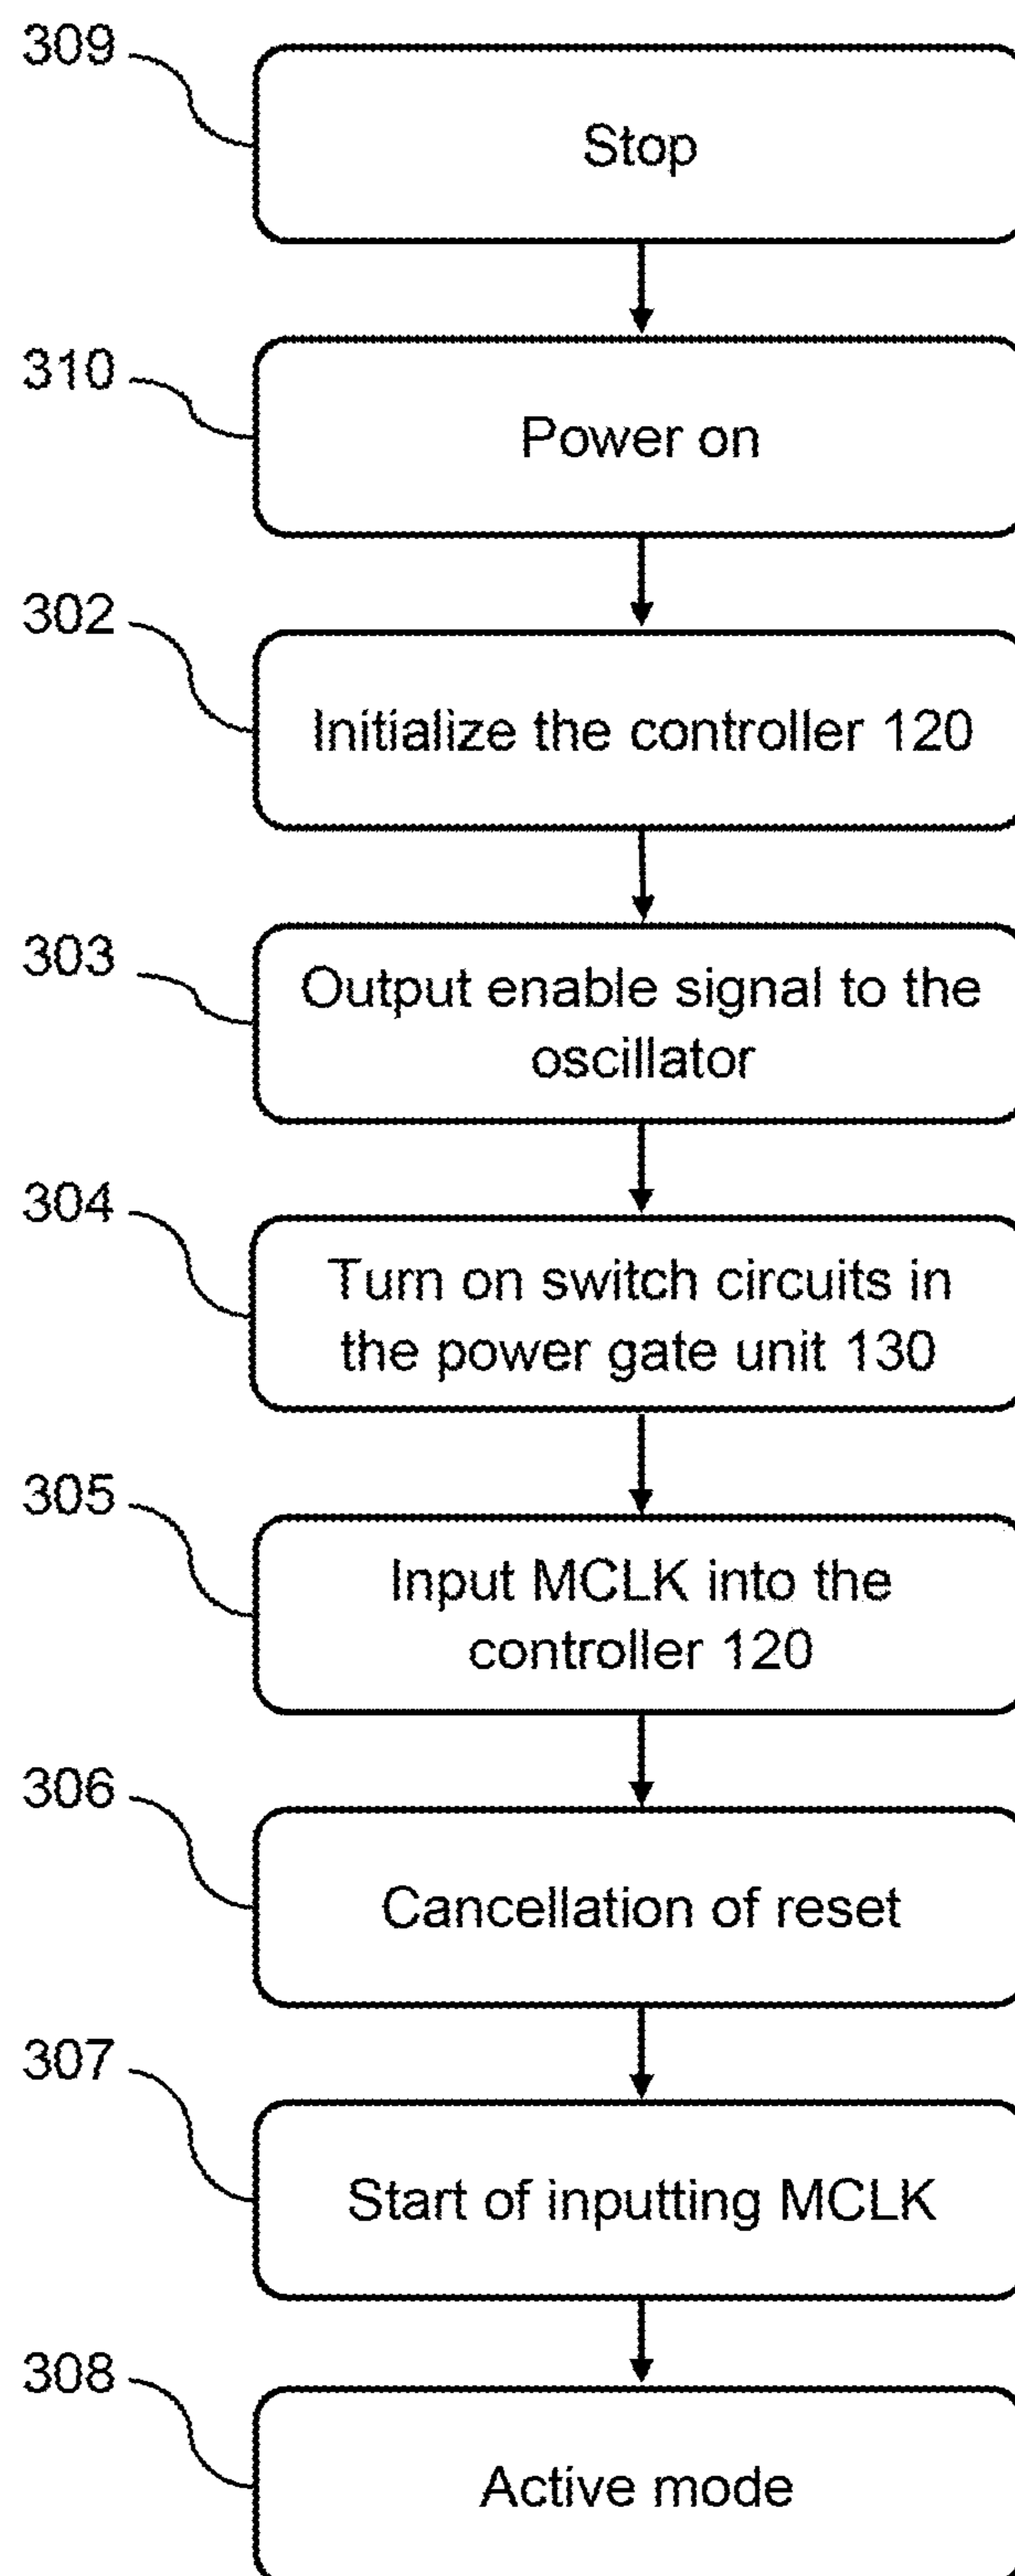 309
Stop
310
Power on
302
Initialize the controller 120
303
Output enable signal to the
oscillator
304
Turn on switch circuits in
the power gate unit 130
305
Input MCLK into the
controller 120
306
Cancellation of reset
307
Start of inputting MCLK
308
Active mode